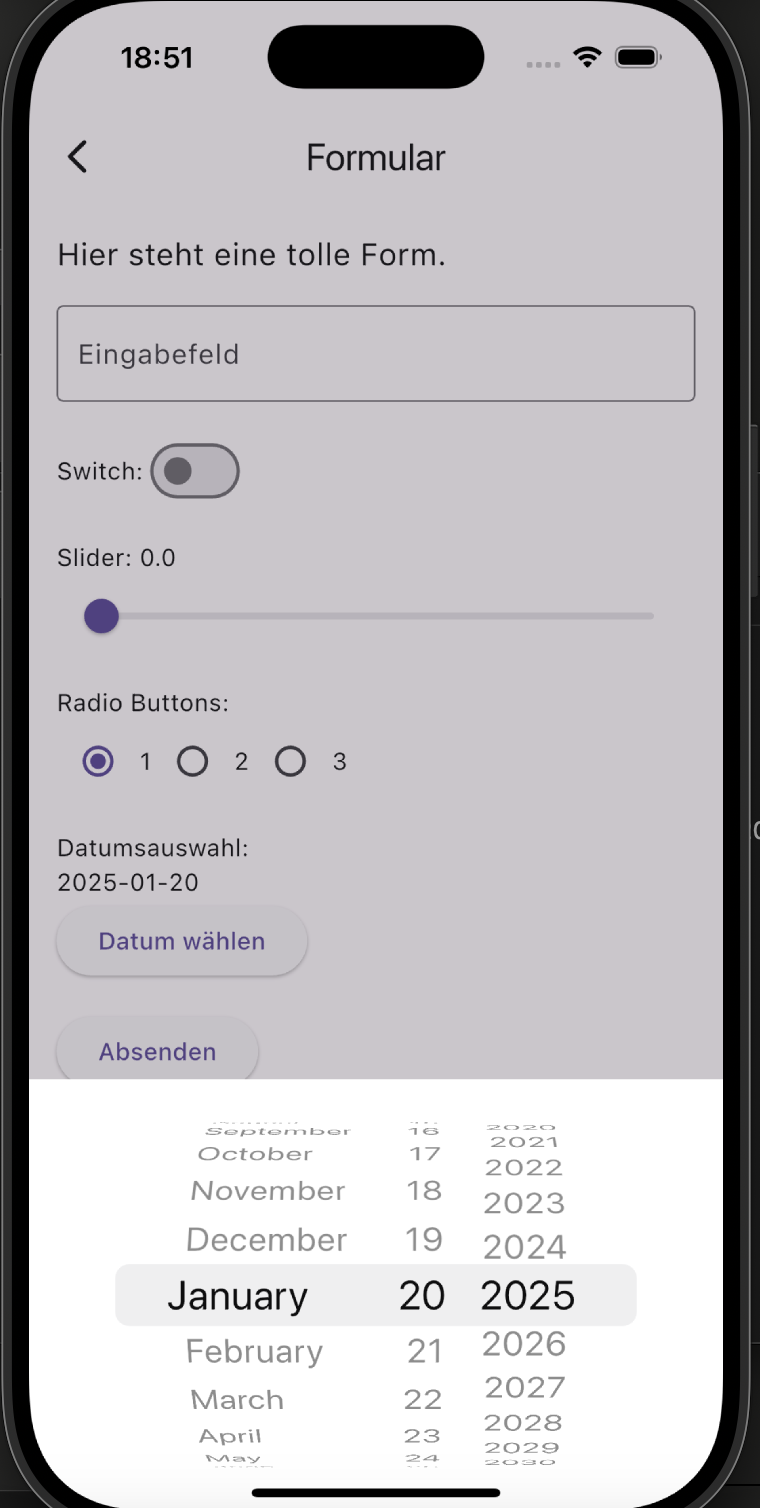 18:51
Formular
Hier steht eine tolle Form.
Eingabefeld
Switch:
Slider: 0.0
Radio Buttons:
1 2 3
Datumsauswahl:
2025-01-20
Datum wählen
Absenden
2020
September 16 2021
October 17 2022
November 18 2023
December 19 2024
January 20 2025
February 21 2026
March 22 2027
April 23 2028
May 24 2029
2030